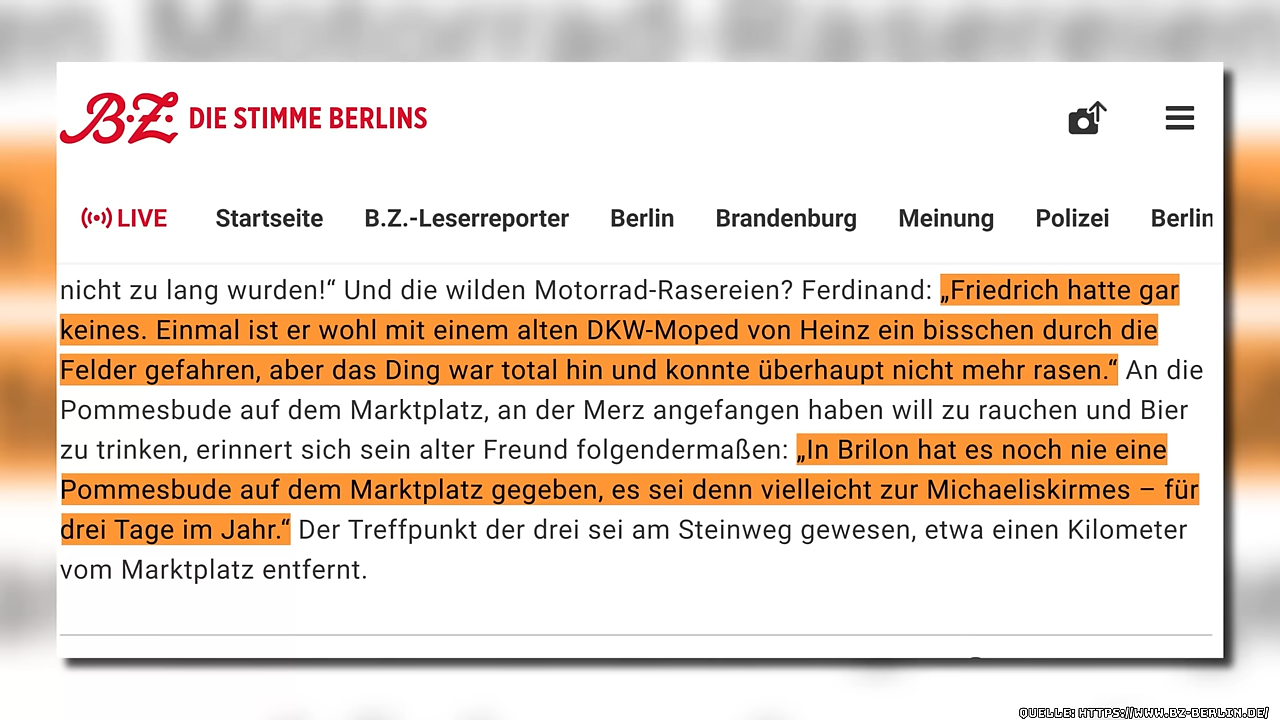 en Motorrad-Rasereien
B.Z. DIE STIMME BERLINS
LIVE Startseite B.Z.-Leserreporter Berlin Brandenburg Meinung Polizei Berlin
nicht zu lang wurden!“ Und die wilden Motorrad-Rasereien? Ferdinand: „Friedrich hatte gar
keines. Einmal ist er wohl mit einem alten DKW-Moped von Heinz ein bisschen durch die
Felder gefahren, aber das Ding war total hin und konnte überhaupt nicht mehr rasen.“ An die
Pommesbude auf dem Marktplatz, an der Merz angefangen haben will zu rauchen und Bier
zu trinken, erinnert sich sein alter Freund folgendermaßen: „In Brilon hat es noch nie eine
Pommesbude auf dem Marktplatz gegeben, es sei denn vielleicht zur Michaeliskirmes – für
drei Tage im Jahr.“ Der Treffpunkt der drei sei am Steinweg gewesen, etwa einen Kilometer
vom Marktplatz entfernt.
QUELLE: HTTPS://WWW.BZ-BERLIN.DE/